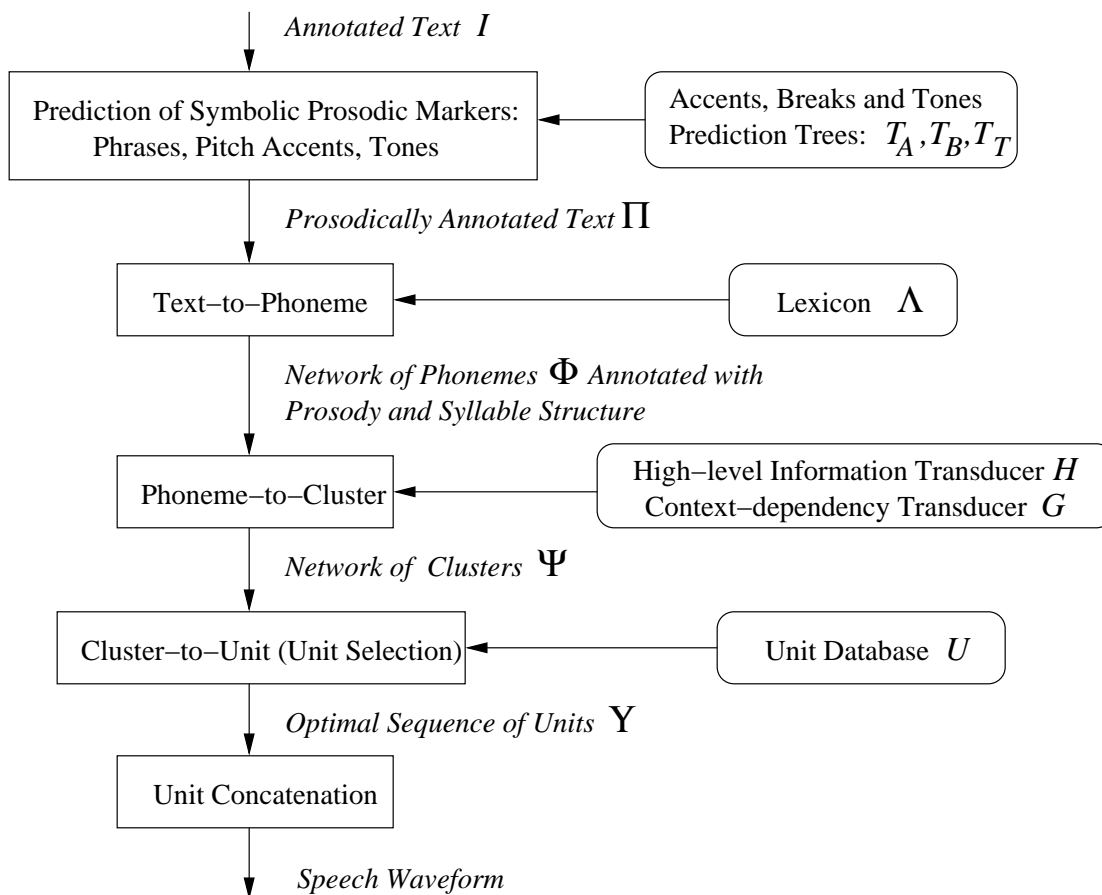 Annotated Text I
Prediction of Symbolic Prosodic Markers:
Phrases, Pitch Accents, Tones
Accents, Breaks and Tones
Prediction Trees: T_A, T_B, T_T
Prosodically Annotated Text Π
Text−to−Phoneme
Lexicon Λ
Network of Phonemes Φ Annotated with
Prosody and Syllable Structure
Phoneme−to−Cluster
High−level Information Transducer H
Context−dependency Transducer G
Network of Clusters Ψ
Cluster−to−Unit (Unit Selection)
Unit Database U
Optimal Sequence of Units Υ
Unit Concatenation
Speech Waveform